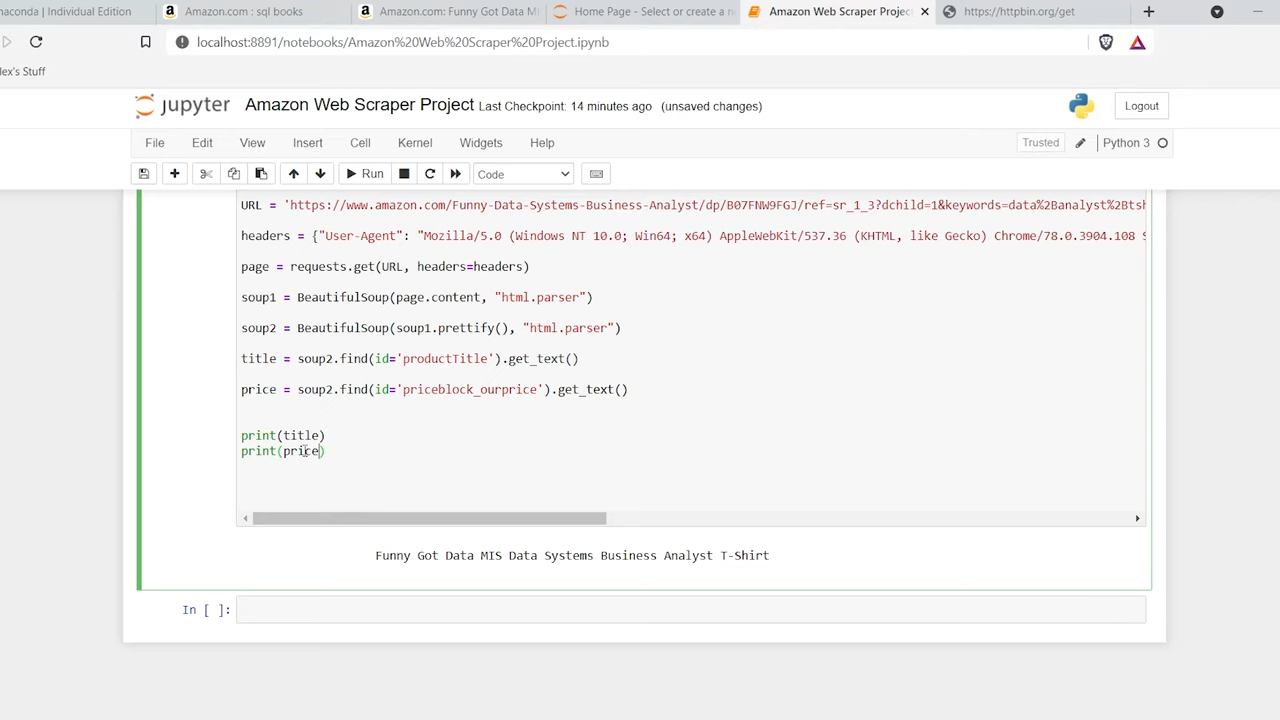 naconda | Individual Edition
Amazon.com : sql books
Amazon.com: Funny Got Data MI
Home Page - Select or create a n
Amazon Web Scraper Project
https://httpbin.org/get
localhost:8891/notebooks/Amazon%20Web%20Scraper%20Project.ipynb
lex's Stuff
jupyter Amazon Web Scraper Project Last Checkpoint: 14 minutes ago (unsaved changes)
Logout
File Edit View Insert Cell Kernel Widgets Help
Trusted Python 3
Run Code
URL = 'https://www.amazon.com/Funny-Data-Systems-Business-Analyst/dp/B07FNW9FGJ/ref=sr_1_3?dchild=1&keywords=data%2Banalyst%2Btsh
headers = {"User-Agent": "Mozilla/5.0 (Windows NT 10.0; Win64; x64) AppleWebKit/537.36 (KHTML, like Gecko) Chrome/78.0.3904.108 S
page = requests.get(URL, headers=headers)
soup1 = BeautifulSoup(page.content, "html.parser")
soup2 = BeautifulSoup(soup1.prettify(), "html.parser")
title = soup2.find(id='productTitle').get_text()
price = soup2.find(id='priceblock_ourprice').get_text()
print(title)
print(price)
Funny Got Data MIS Data Systems Business Analyst T-Shirt
In [ ]: